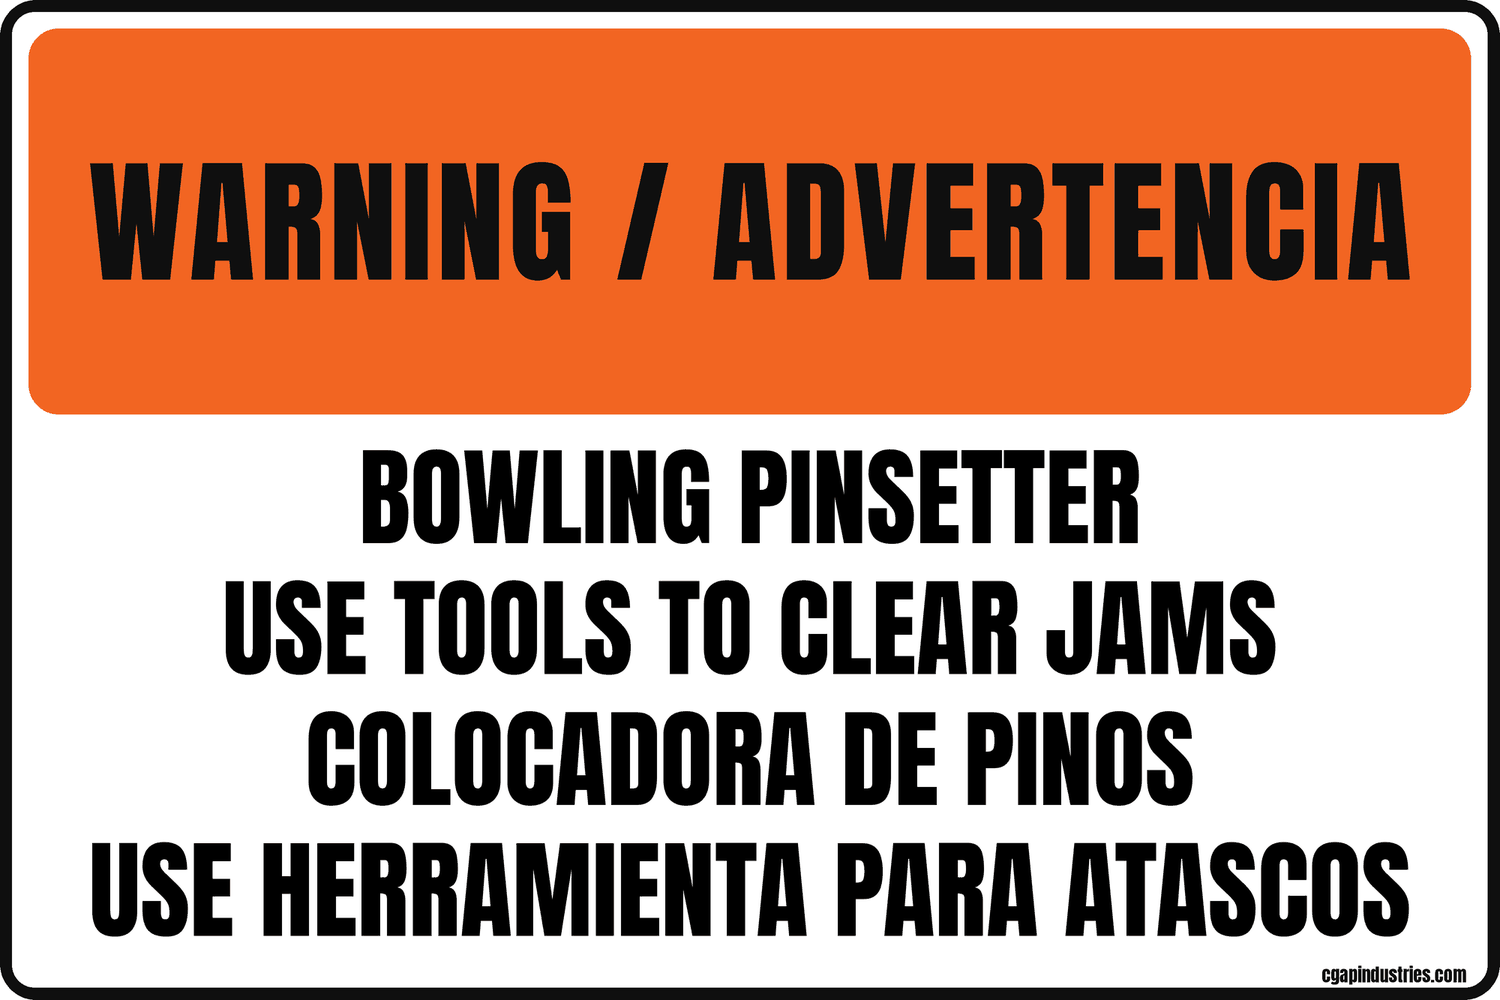 WARNING / ADVERTENCIA
BOWLING PINSETTER
USE TOOLS TO CLEAR JAMS
COLOCADORA DE PINOS
USE HERRAMIENTA PARA ATASCOS
cgapindustries.com